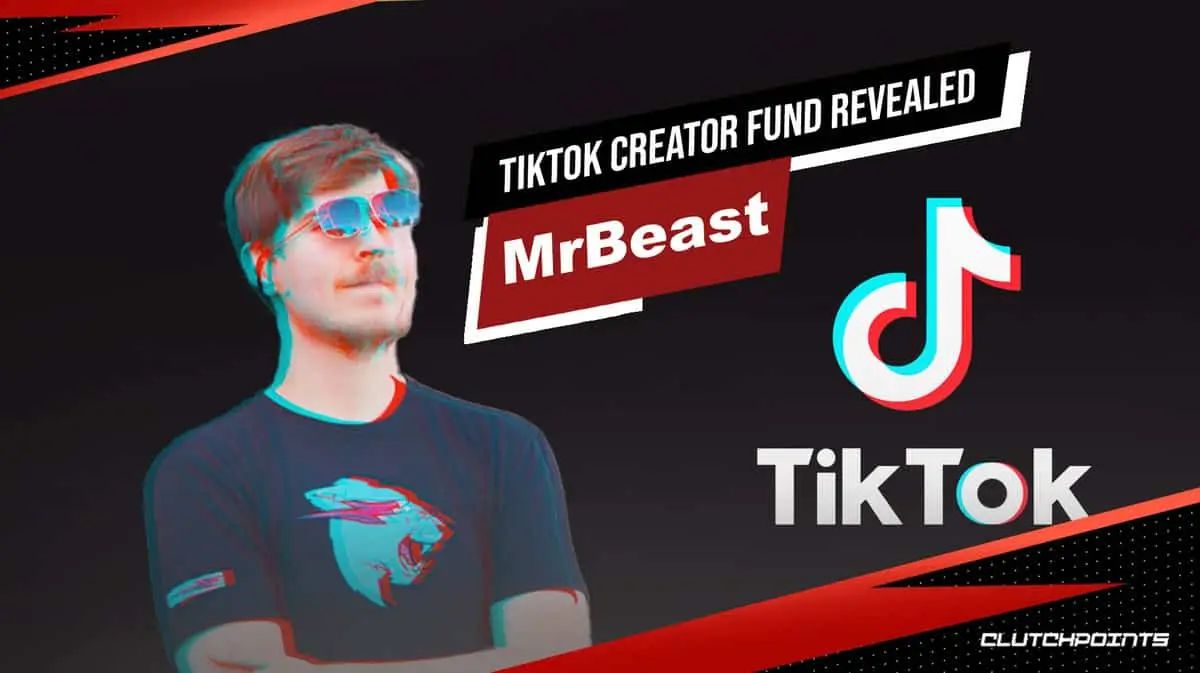 TIKTOK CREATOR FUND REVEALED
MrBeast
TikTok
CLUTCHPOINTS